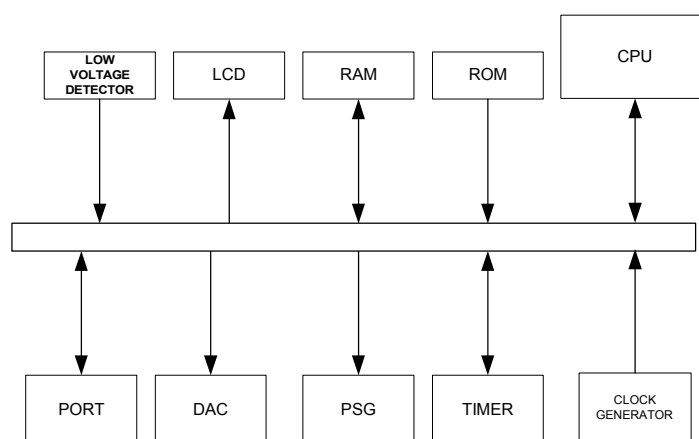 LOW
VOLTAGE
DETECTOR
LCD
RAM
ROM
CPU
PORT
DAC
PSG
TIMER
CLOCK
GENERATOR